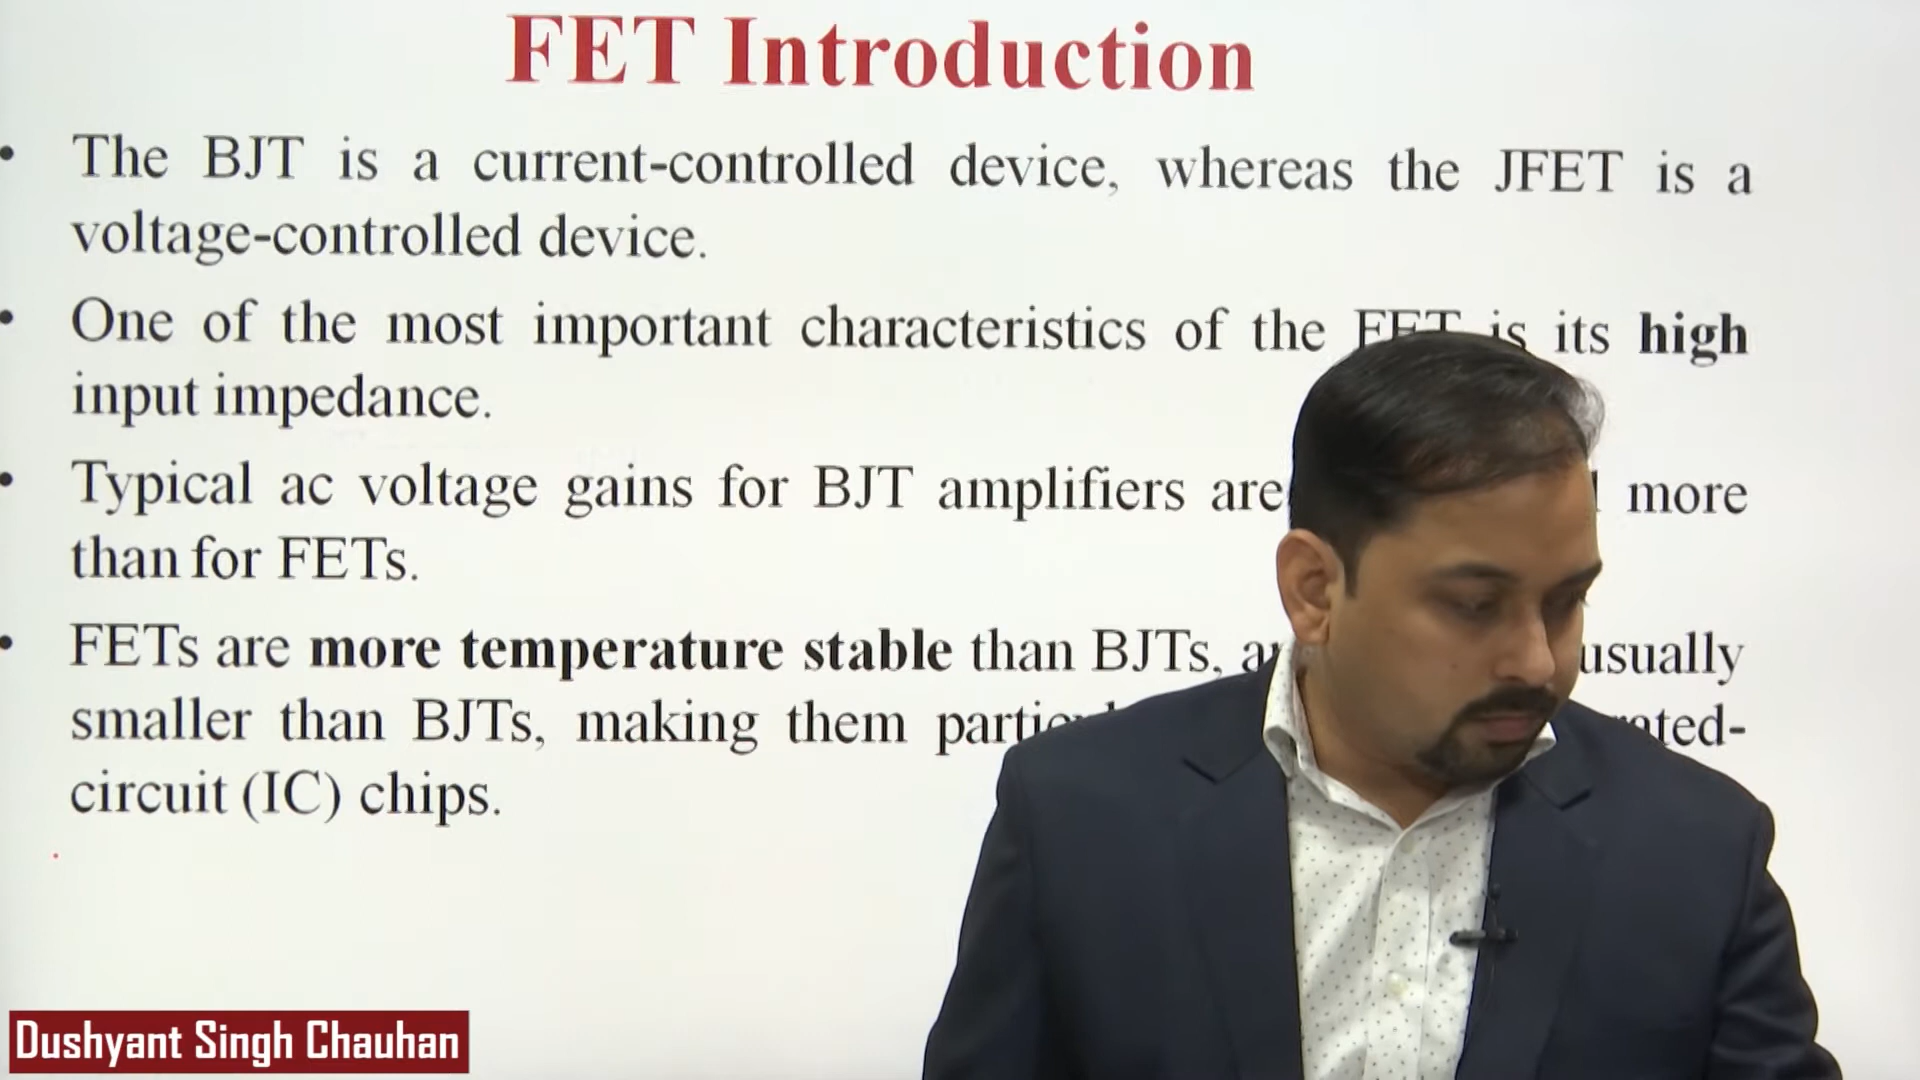 FET Introduction
• The BJT is a current-controlled device, whereas the JFET is a
voltage-controlled device.
• One of the most important characteristics of the FET is its high
input impedance.
• Typical ac voltage gains for BJT amplifiers are more
than for FETs.
• FETs are more temperature stable than BJTs, usually
smaller than BJTs, making them
circuit (IC) chips.
Dushyant Singh Chauhan